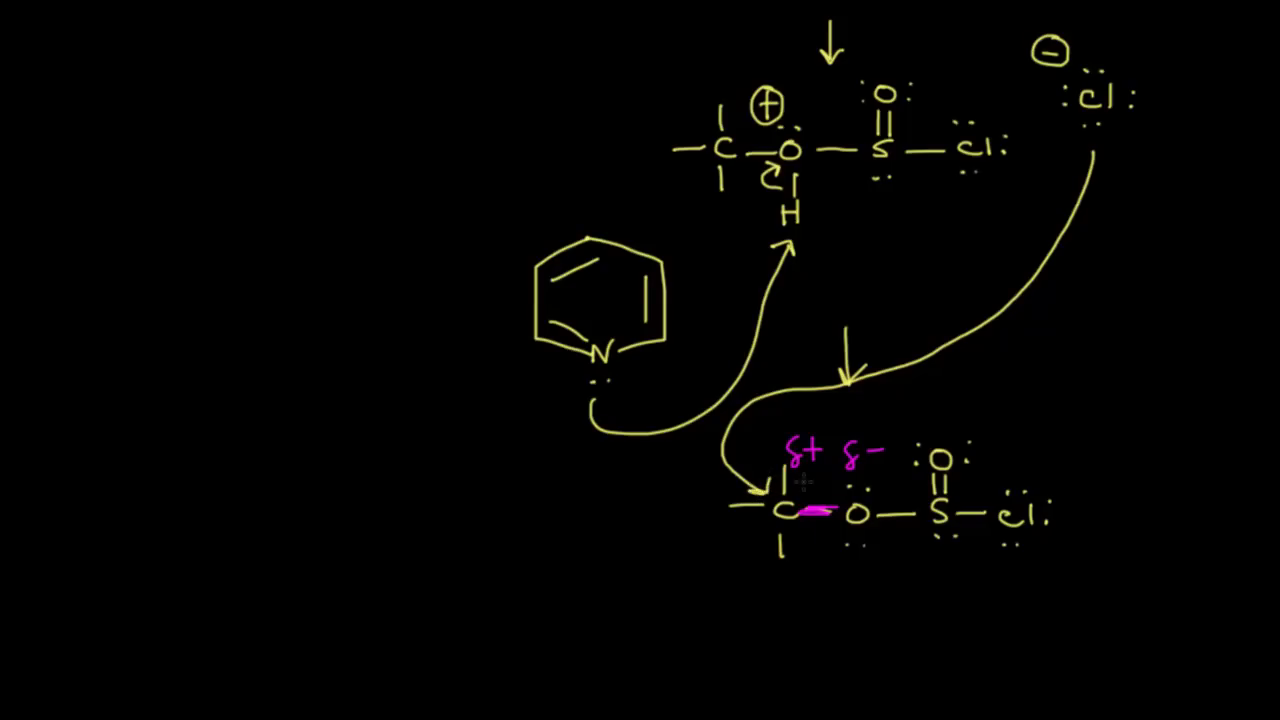 −
+ O Cl
C O S Cl
H
N
δ+ δ− O
C O S Cl